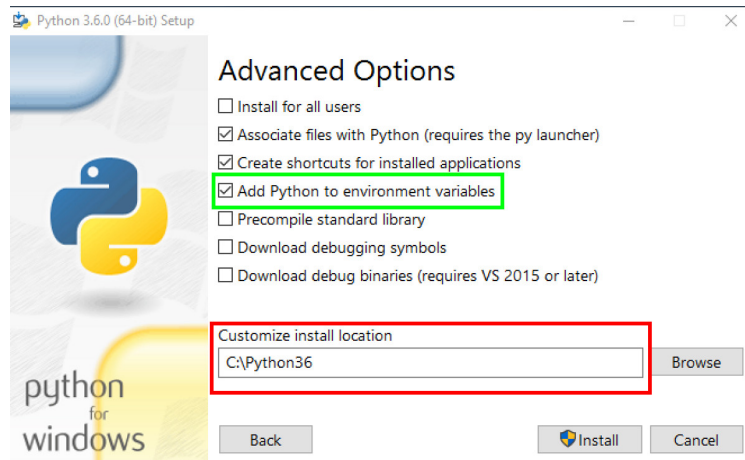 Python 3.6.0 (64-bit) Setup
Advanced Options
Install for all users
Associate files with Python (requires the py launcher)
Create shortcuts for installed applications
Add Python to environment variables
Precompile standard library
Download debugging symbols
Download debug binaries (requires VS 2015 or later)
Customize install location
C:\Python36
Browse
python
for
windows
Back
Install
Cancel